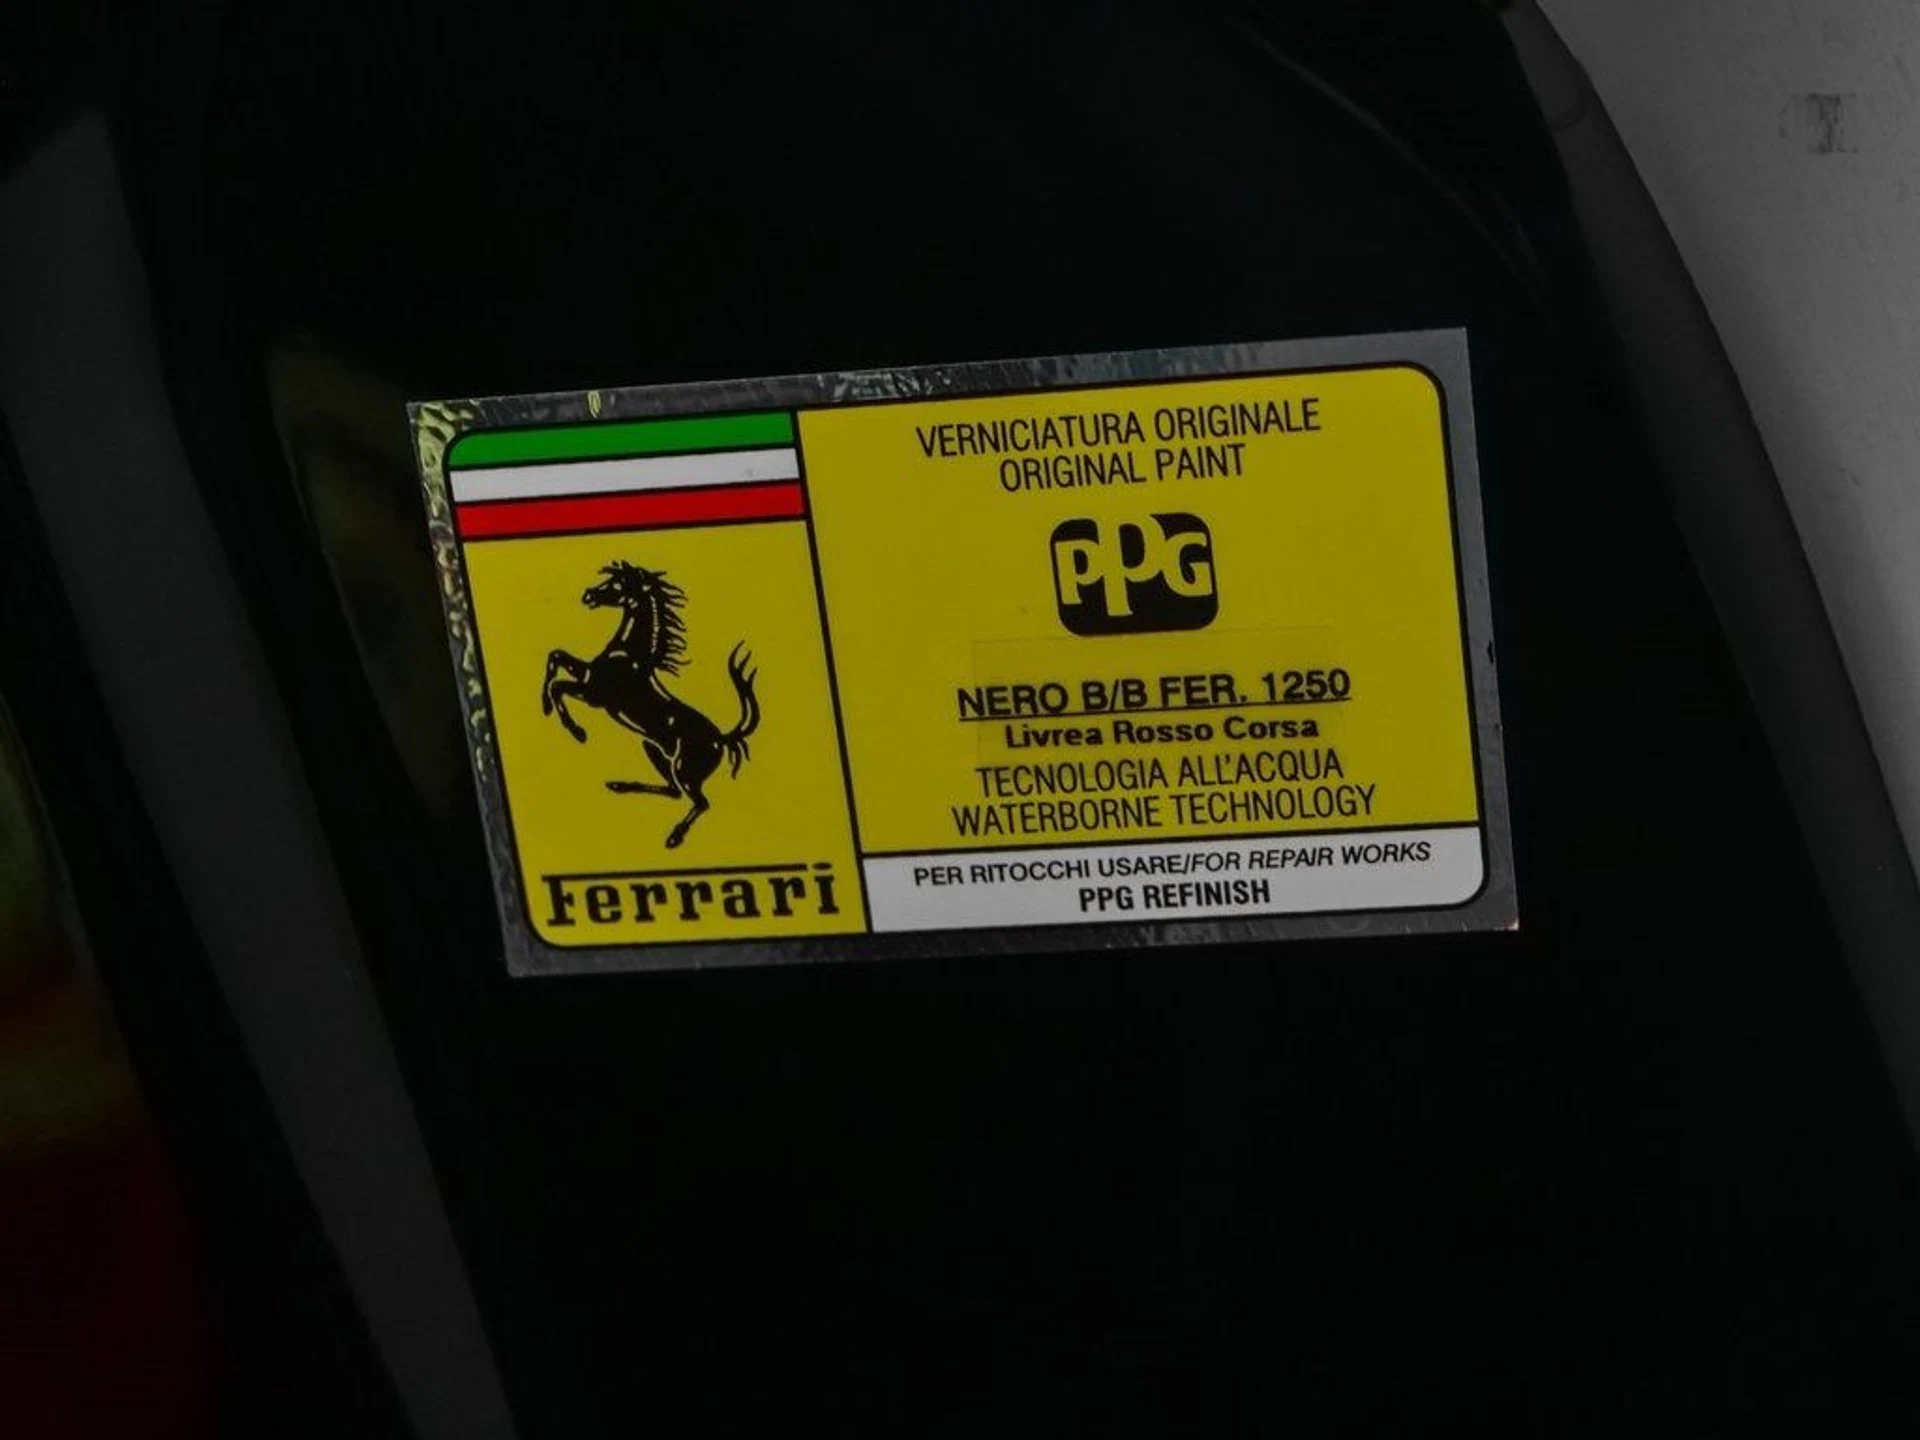 Ferrari
VERNICIATURA ORIGINALE
ORIGINAL PAINT
PPG
NERO B/B FER. 1250
Livrea Rosso Corsa
TECNOLOGIA ALL'ACQUA
WATERBORNE TECHNOLOGY
PER RITOCCHI USARE/FOR REPAIR WORKS
PPG REFINISH